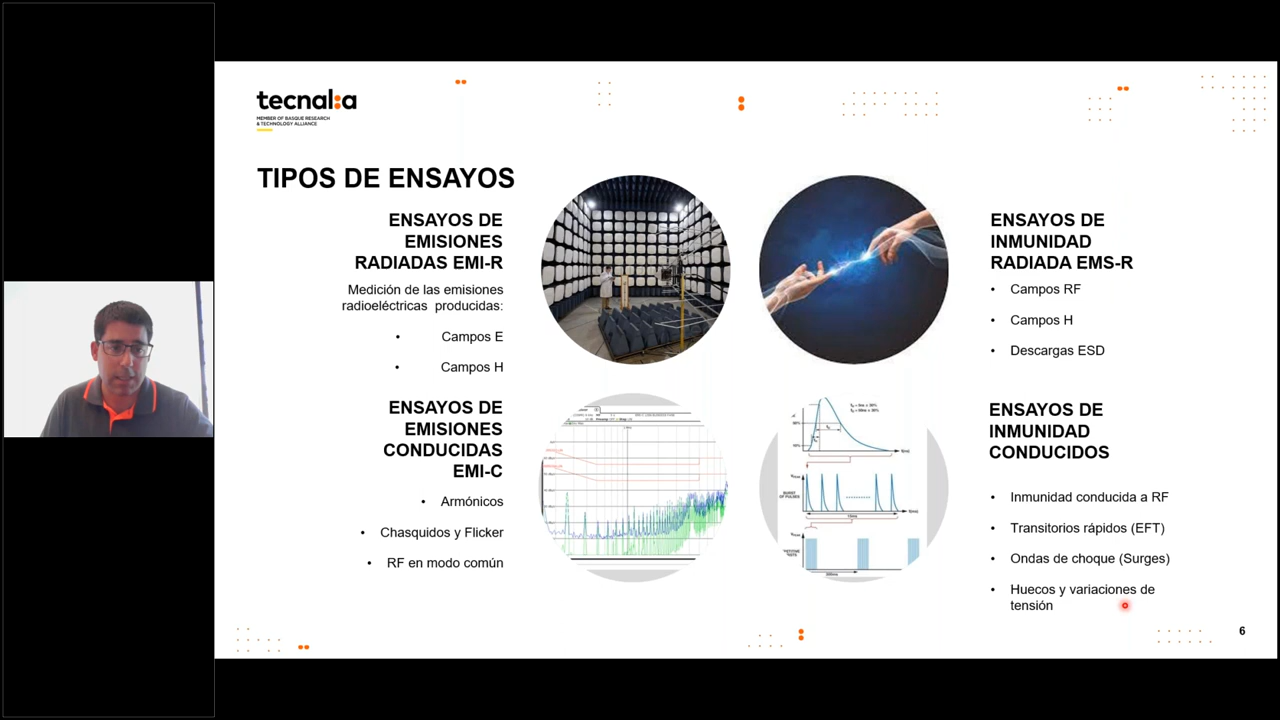 tecnal:a
MEMBER OF BASQUE RESEARCH
& TECHNOLOGY ALLIANCE
TIPOS DE ENSAYOS
ENSAYOS DE
EMISIONES
RADIADAS EMI-R
Medición de las emisiones
radioeléctricas producidas:
• Campos E
• Campos H
ENSAYOS DE
EMISIONES
CONDUCIDAS
EMI-C
• Armónicos
• Chasquidos y Flicker
• RF en modo común
ENSAYOS DE
INMUNIDAD
RADIADA EMS-R
• Campos RF
• Campos H
• Descargas ESD
ENSAYOS DE
INMUNIDAD
CONDUCIDOS
• Inmunidad conducida a RF
• Transitorios rápidos (EFT)
• Ondas de choque (Surges)
• Huecos y variaciones de
tensión
BURST
OF PULSES
6